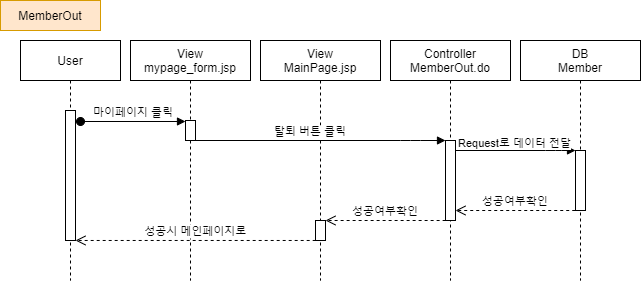 MemberOut
User
View
mypage_form.jsp
View
MainPage.jsp
Controller
MemberOut.do
DB
Member
마이페이지 클릭
탈퇴 버튼 클릭
Request로 데이터 전달
성공여부확인
성공여부확인
성공시 메인페이지로